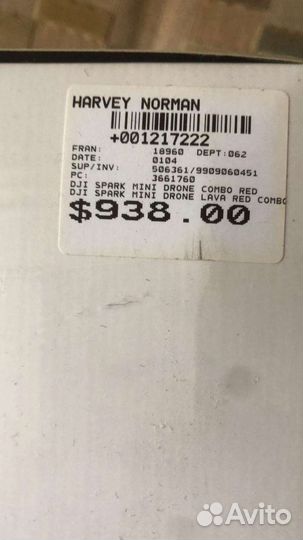 HARVEY NORMAN
+001217222
FRAN: 18960 DEPT:062
DATE: 0104
SUP/INV: 506361/9909060451
PC: 3661760
DJI SPARK MINI DRONE COMBO RED
DJI SPARK MINI DRONE LAVA RED COMBO
$938.00
Avito